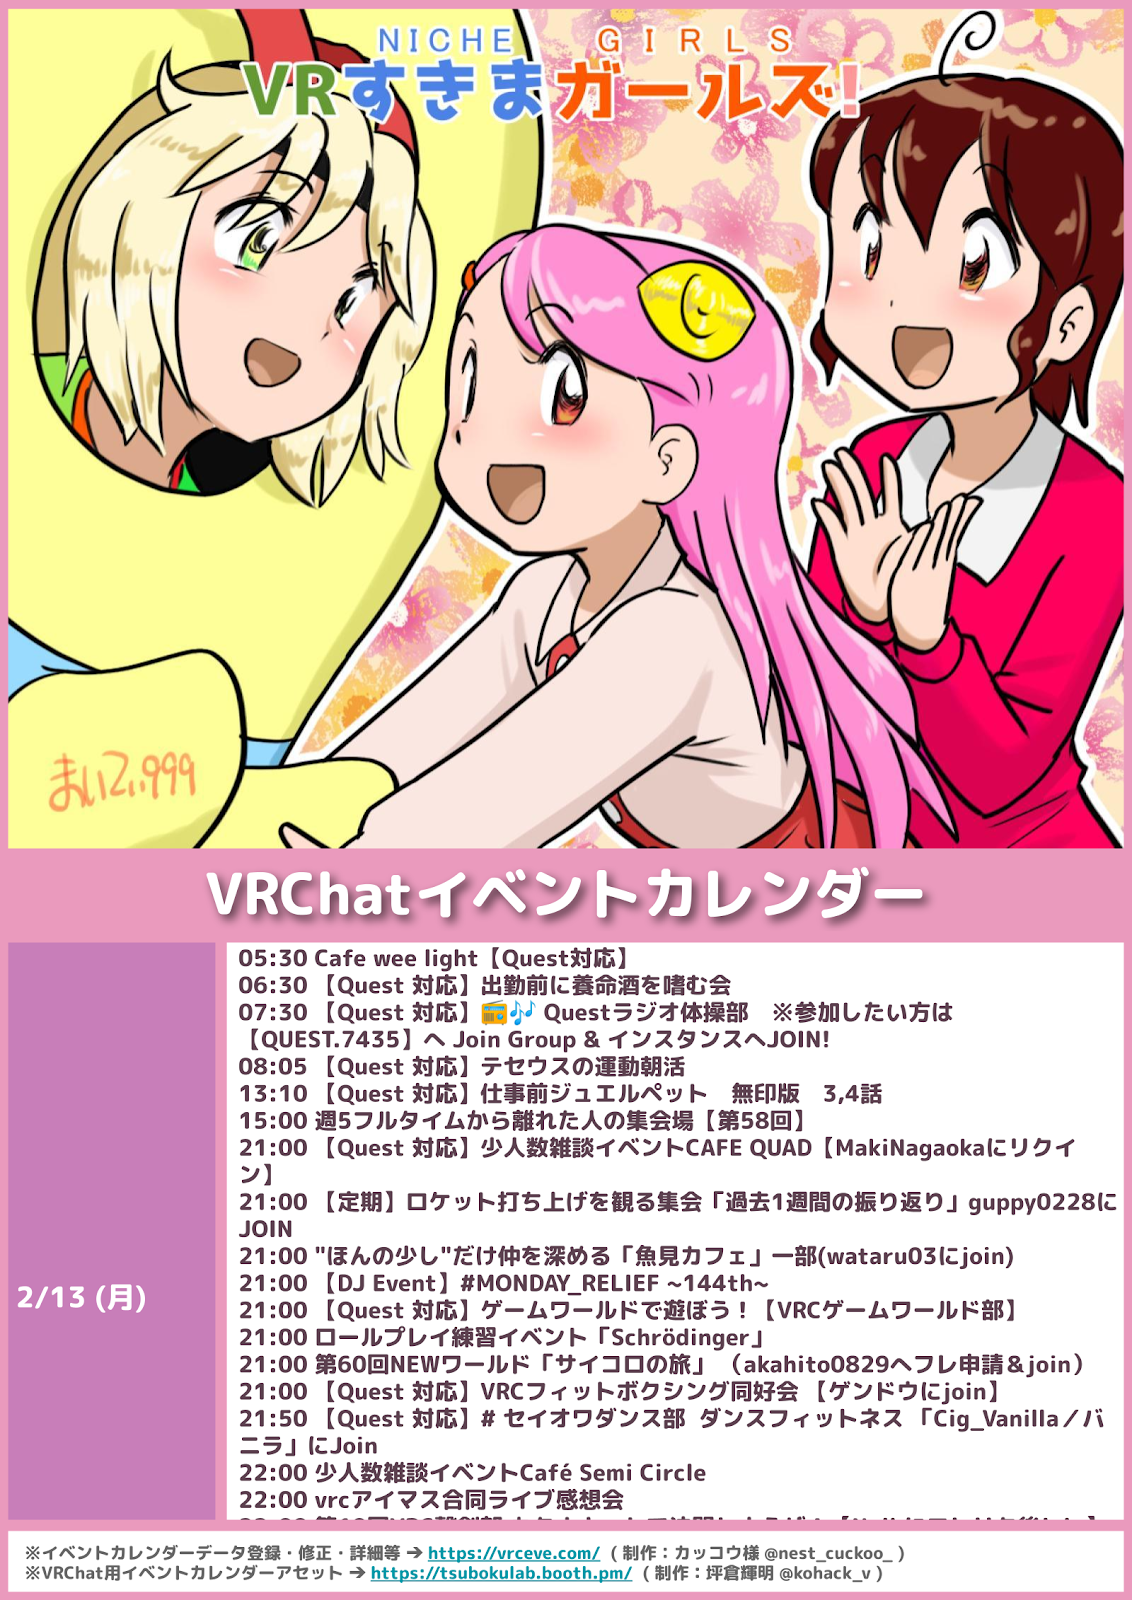 NICHE GIRLS
VRすきまガールズ!
まいてぃ999
VRChatイベントカレンダー
2/13 (月)
05:30 Cafe wee light【Quest対応】
06:30 【Quest 対応】出勤前に養命酒を嗜む会
07:30 【Quest 対応】📻🎶 Questラジオ体操部　※参加したい方は
【QUEST.7435】へ Join Group & インスタンスへJOIN!
08:05 【Quest 対応】テセウスの運動朝活
13:10 【Quest 対応】仕事前ジュエルペット　無印版　3,4話
15:00 週5フルタイムから離れた人の集会場【第58回】
21:00 【Quest 対応】少人数雑談イベントCAFE QUAD【MakiNagaokaにリクイ
ン】
21:00 【定期】ロケット打ち上げを観る集会「過去1週間の振り返り」guppy0228に
JOIN
21:00 "ほんの少し"だけ仲を深める「魚見カフェ」一部(wataru03にjoin)
21:00 【DJ Event】#MONDAY_RELIEF ~144th~
21:00 【Quest 対応】ゲームワールドで遊ぼう！【VRCゲームワールド部】
21:00 ロールプレイ練習イベント「Schrödinger」
21:00 第60回NEWワールド「サイコロの旅」（akahito0829へフレ申請＆join）
21:00 【Quest 対応】VRCフィットボクシング同好会 【ゲンドウにjoin】
21:50 【Quest 対応】# セイオワダンス部 ダンスフィットネス 「Cig_Vanilla／バ
ニラ」にJoin
22:00 少人数雑談イベントCafé Semi Circle
22:00 vrcアイマス合同ライブ感想会
※イベントカレンダーデータ登録・修正・詳細等 ➔ https://vrceve.com/ ( 制作：カッコウ様 @nest_cuckoo_ )
※VRChat用イベントカレンダーアセット ➔ https://tsubokulab.booth.pm/ ( 制作：坪倉輝明 @kohack_v )